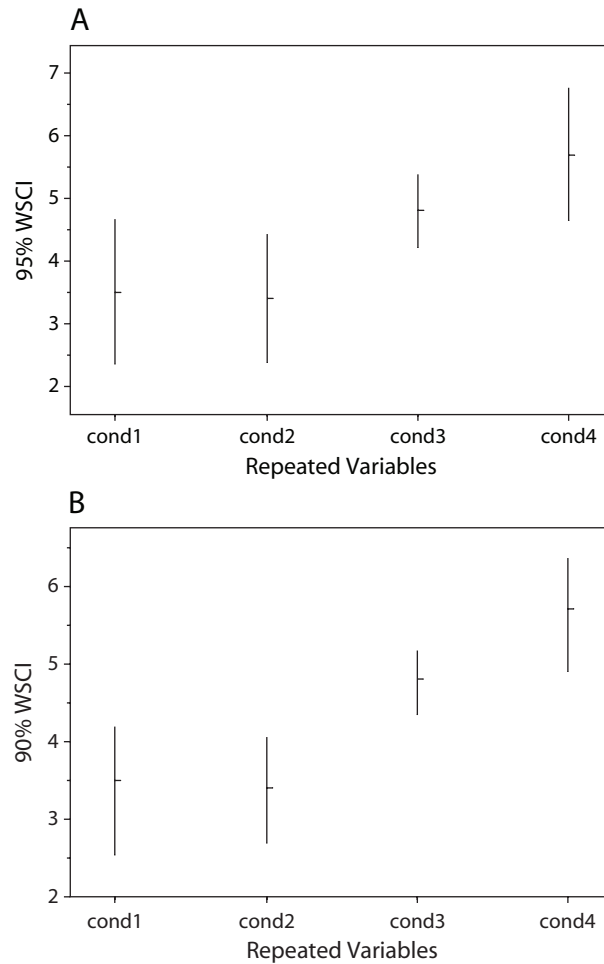 A
7
6
5
4
3
2
95% WSCI
cond1 cond2 cond3 cond4
Repeated Variables
B
6
5
4
3
2
90% WSCI
cond1 cond2 cond3 cond4
Repeated Variables